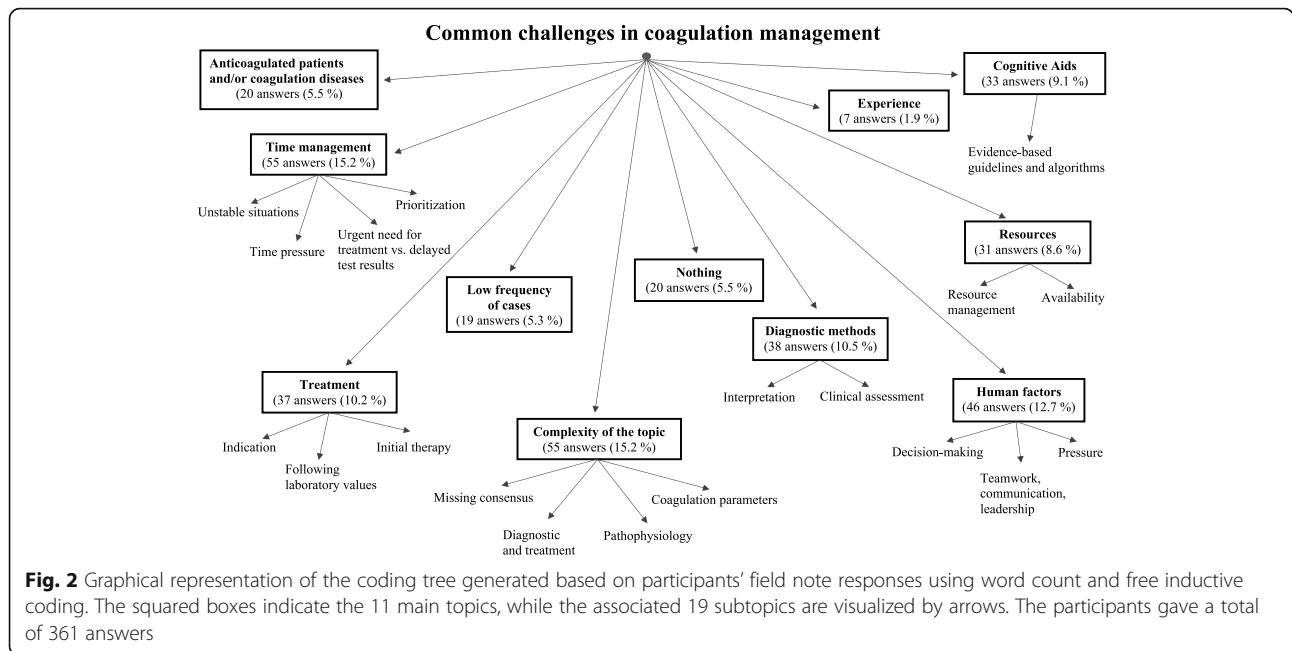 Common challenges in coagulation management
Anticoagulated patients
and/or coagulation diseases
(20 answers (5.5 %)
Cognitive Aids
(33 answers (9.1 %)
Experience
(7 answers (1.9 %)
Evidence-based
guidelines and algorithms
Time management
(55 answers (15.2 %)
Unstable situations
Prioritization
Time pressure
Urgent need for
treatment vs. delayed
test results
Resources
(31 answers (8.6 %)
Resource
management
Availability
Low frequency
of cases
(19 answers (5.3 %)
Nothing
(20 answers (5.5 %)
Diagnostic methods
(38 answers (10.5 %)
Interpretation
Clinical assessment
Treatment
(37 answers (10.2 %)
Indication
Initial therapy
Following
laboratory values
Human factors
(46 answers (12.7 %)
Decision-making
Pressure
Teamwork,
communication,
leadership
Complexity of the topic
(55 answers (15.2 %)
Missing consensus
Coagulation parameters
Diagnostic
and treatment
Pathophysiology
Fig. 2 Graphical representation of the coding tree generated based on participants' field note responses using word count and free inductive
coding. The squared boxes indicate the 11 main topics, while the associated 19 subtopics are visualized by arrows. The participants gave a total
of 361 answers